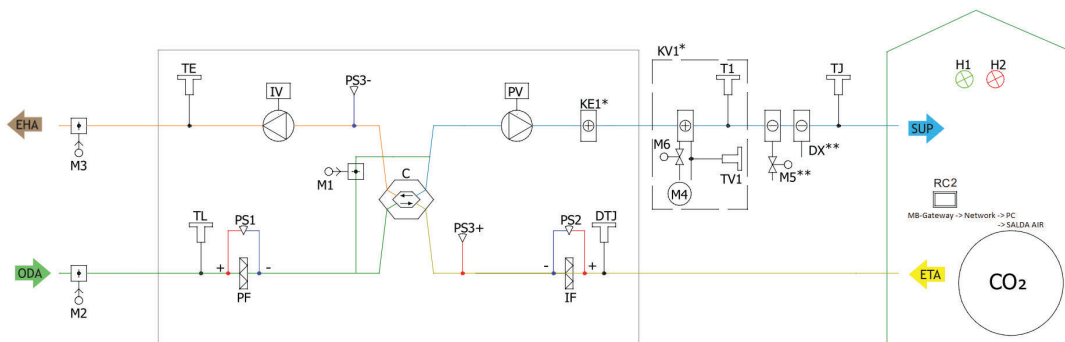 KV1*
H1 H2
TE
PS3-
T1
TJ
IV
PV
KE1*
EHA
SUP
M3
M6
DX**
M1
C
M5**
TV1
M4
RC2
MB-Gateway -> Network -> PC
-> SALDA AIR
TL
PS1
PS3+
PS2
DTJ
ODA
+ -
- +
ETA
CO2
M2
PF
IF